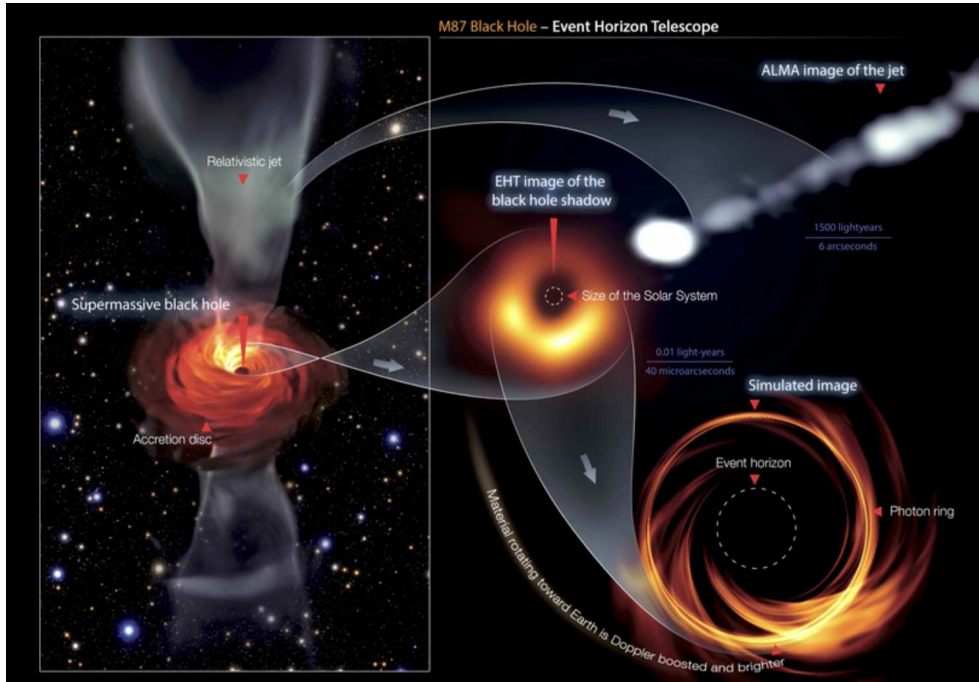 M87 Black Hole – Event Horizon Telescope
ALMA image of the jet
Relativistic jet
EHT image of the
black hole shadow
1500 lightyears
6 arcseconds
Supermassive black hole
Size of the Solar System
0.01 light-years
40 microarcseconds
Simulated image
Accretion disc
Event horizon
Photon ring
Material rotating toward Earth is Doppler boosted and brighter